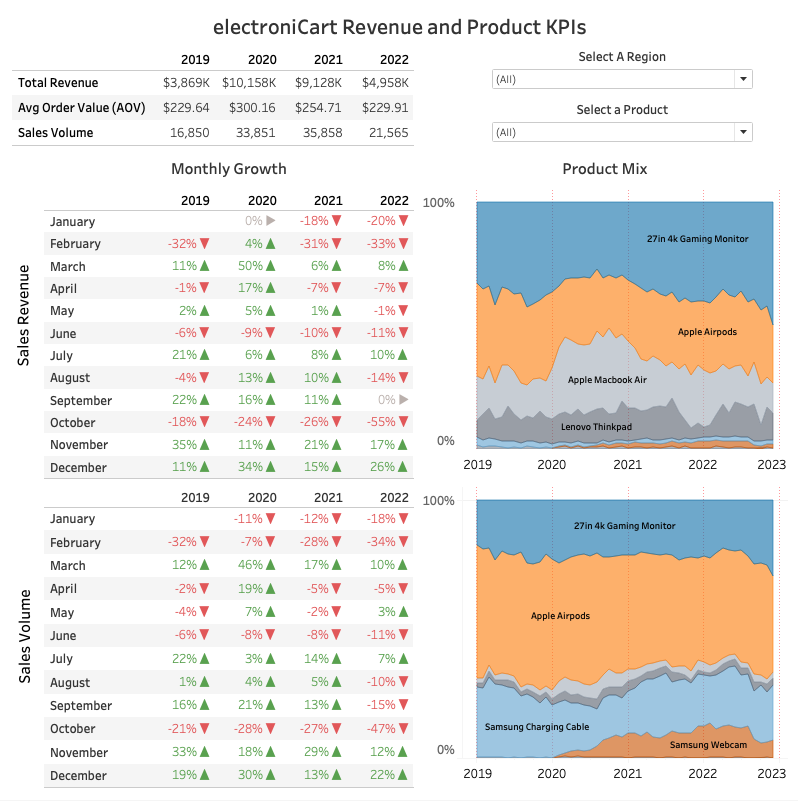 electroniCart Revenue and Product KPIs
2019 2020 2021 2022
Total Revenue $3,869K $10,158K $9,128K $4,958K
Avg Order Value (AOV) $229.64 $300.16 $254.71 $229.91
Sales Volume 16,850 33,851 35,858 21,565
Select A Region
(All)
Select a Product
(All)
Monthly Growth
Sales Revenue
2019 2020 2021 2022
January 0% -18% -20%
February -32% 4% -31% -33%
March 11% 50% 6% 8%
April -1% 17% -7% -7%
May 2% 5% 1% -1%
June -6% -9% -10% -11%
July 21% 6% 8% 10%
August -4% 13% 10% -14%
September 22% 16% 11% 0%
October -18% -24% -26% -55%
November 35% 11% 21% 17%
December 11% 34% 15% 26%
Sales Volume
2019 2020 2021 2022
January -11% -12% -18%
February -32% -7% -28% -34%
March 12% 46% 17% 10%
April -2% 19% -5% -5%
May -4% 7% -2% 3%
June -6% -8% -8% -11%
July 22% 3% 14% 7%
August 1% 4% 5% -10%
September 16% 21% 13% -15%
October -21% -28% -27% -47%
November 33% 18% 29% 12%
December 19% 30% 13% 22%
Product Mix
100%
27in 4k Gaming Monitor
Apple Airpods
Apple Macbook Air
Lenovo Thinkpad
0%
2019 2020 2021 2022 2023
100%
27in 4k Gaming Monitor
Apple Airpods
Samsung Charging Cable
Samsung Webcam
0%
2019 2020 2021 2022 2023